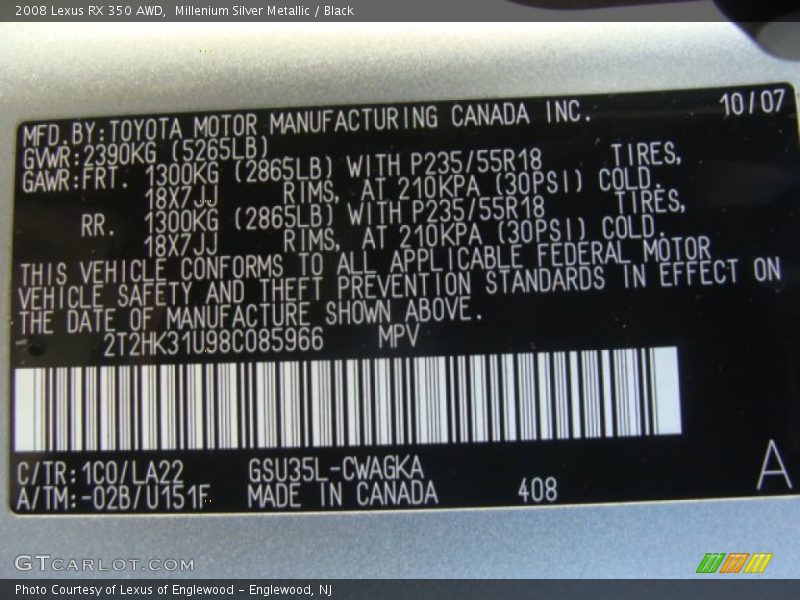 2008 Lexus RX 350 AWD,  Millenium Silver Metallic / Black
10/07
MFD.BY:TOYOTA MOTOR MANUFACTURING CANADA INC.
GVWR:2390KG (5265LB)
GAWR:FRT. 1300KG (2865LB) WITH P235/55R18 TIRES,
18X7JJ RIMS, AT 210KPA (30PSI) COLD.
RR. 1300KG (2865LB) WITH P235/55R18 TIRES,
18X7JJ RIMS, AT 210KPA (30PSI) COLD.
THIS VEHICLE CONFORMS TO ALL APPLICABLE FEDERAL MOTOR
VEHICLE SAFETY AND THEFT PREVENTION STANDARDS IN EFFECT ON
THE DATE OF MANUFACTURE SHOWN ABOVE.
2T2HK31U98C085966 MPV
C/TR:1C0/LA22 GSU35L-CWAGKA
A/TM:-02B/U151F MADE IN CANADA 408
A
GTCARLOT.COM
Photo Courtesy of Lexus of Englewood - Englewood, NJ